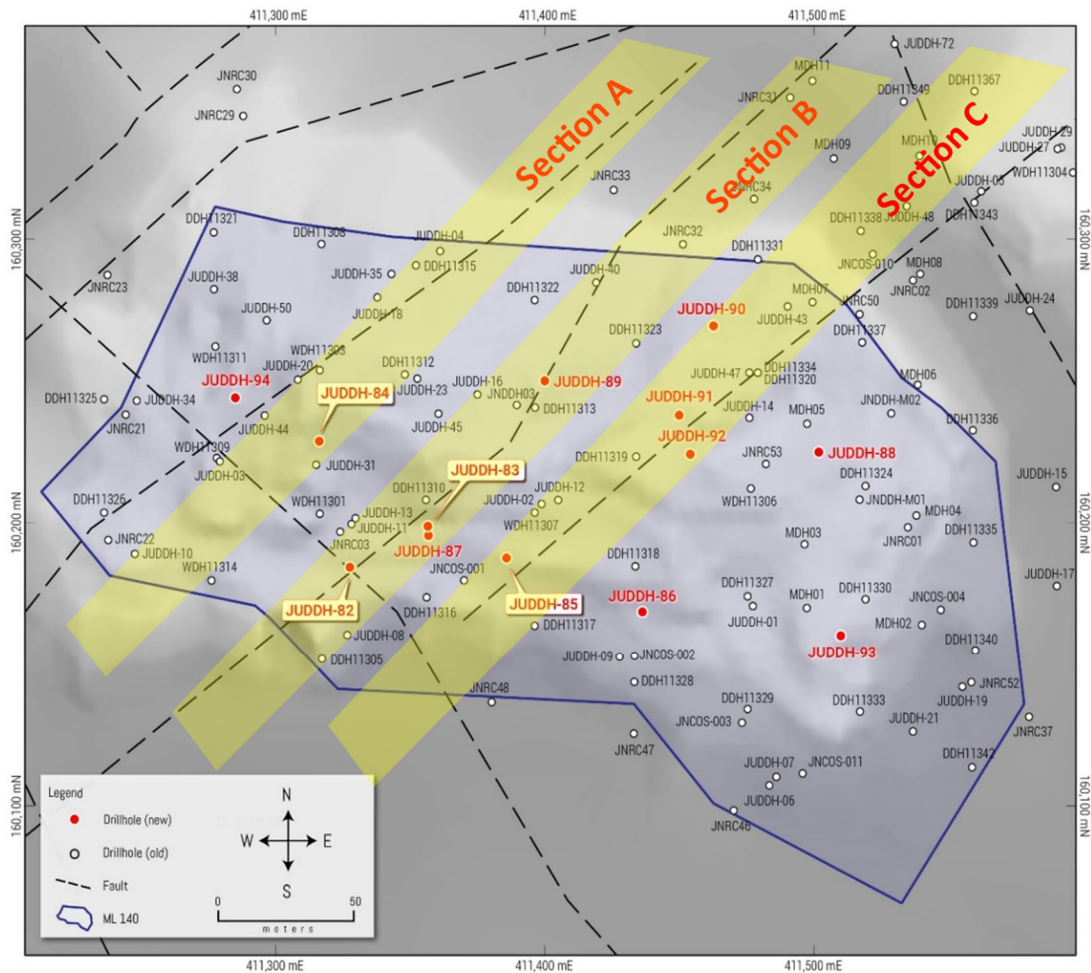 411,300 mE
411,400 mE
411,500 mE
JUDDH-72
MDH11
JNRC30
DDH11367
JNRC31
DDH11349
JNRC29
Section A
Section B
Section C
JUDDH-29
JUDDH-27
MDH10
MDH09
WDH11304
JNRC33
JNRC34
JUDDH-05
DDH11321
DDH11338
JUDDH-48
DDH11343
160,300 mN
160,300 mN
DDH11308
JUDDH-04
JNRC32
DDH11331
JNCOS-010
MDH08
JNRC23
JUDDH-38
JUDDH-35
DDH11315
JUDDH-40
JNRC02
DDH11322
MDH07
JNRC50
JUDDH-24
JUDDH-50
JUDDH-18
JUDDH-90
JUDDH-43
DDH11339
DDH11323
DDH11337
WDH11311
WDH11303
DDH11312
JUDDH-20
JUDDH-94
JUDDH-23
JUDDH-16
JUDDH-89
JUDDH-47
DDH11334
DDH11320
MDH06
DDH11325
JUDDH-34
JUDDH-84
JNDDH03
DDH11313
JUDDH-91
JUDDH-14
MDH05
JNDDH-M02
JNRC21
JUDDH-44
JUDDH-45
JUDDH-92
DDH11336
WDH11309
JUDDH-03
JUDDH-31
JUDDH-83
DDH11319
JNRC53
JUDDH-88
JUDDH-15
DDH11326
WDH11301
DDH11310
JUDDH-02
JUDDH-12
WDH11306
DDH11324
JNDDH-M01
160,200 mN
160,200 mN
JUDDH-13
JUDDH-11
WDH11307
MDH04
JNRC22
JNRC03
JUDDH-87
MDH03
JNRC01
DDH11335
JUDDH-10
JNCOS-001
DDH11318
WDH11314
JUDDH-17
JUDDH-82
DDH11316
JUDDH-85
JUDDH-86
DDH11327
MDH01
DDH11330
JNCOS-004
JUDDH-01
JUDDH-08
DDH11317
MDH02
JUDDH-93
DDH11340
DDH11305
JUDDH-09
JNCOS-002
DDH11328
JNRC52
JUDDH-19
JNRC48
DDH11329
DDH11333
JNCOS-003
JUDDH-21
JNRC37
JNRC47
JUDDH-07
JNCOS-011
DDH11342
JUDDH-06
160,100 mN
160,100 mN
JNRC46
Legend
Drillhole (new)
Drillhole (old)
Fault
ML 140
N
W
E
S
0
50
meters
411,300 mE
411,400 mE
411,500 mE